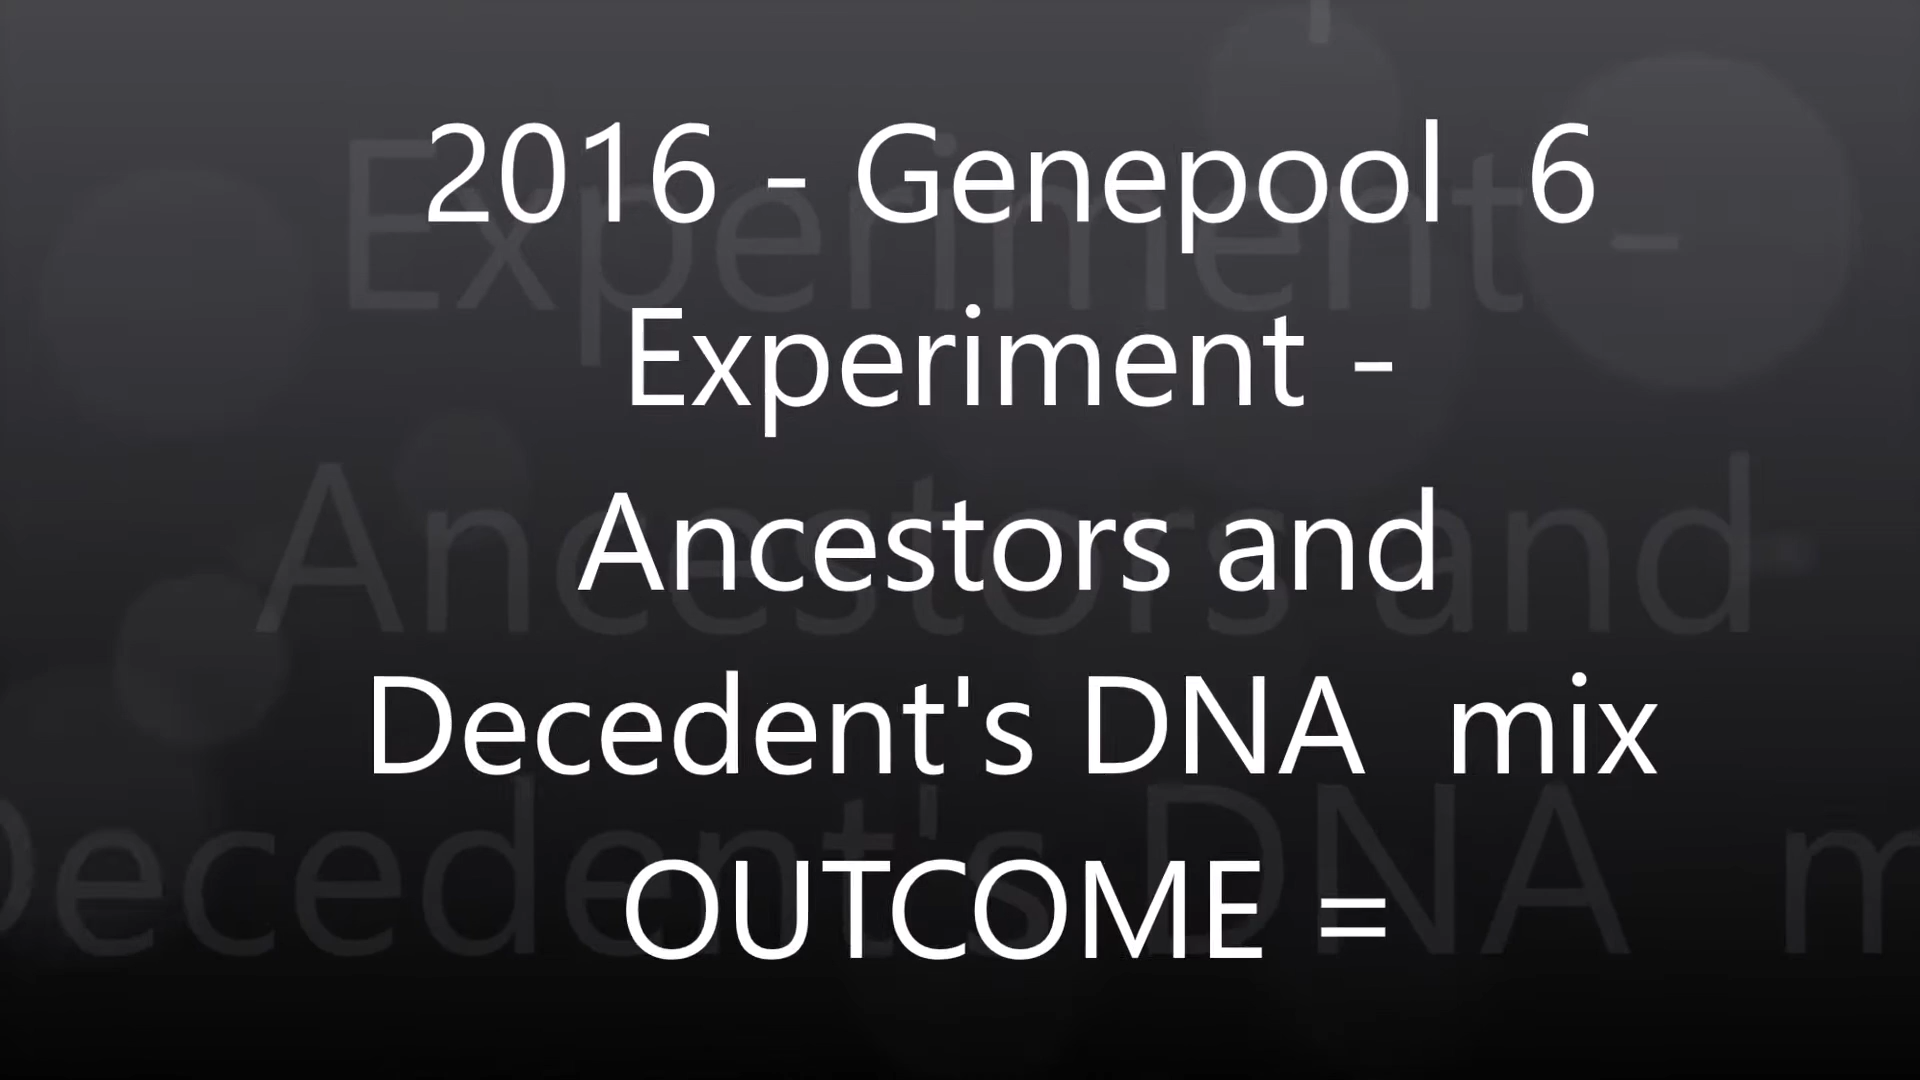 2016 - Genepool  6
Experiment -
Ancestors and
Decedent's DNA  mix
OUTCOME =